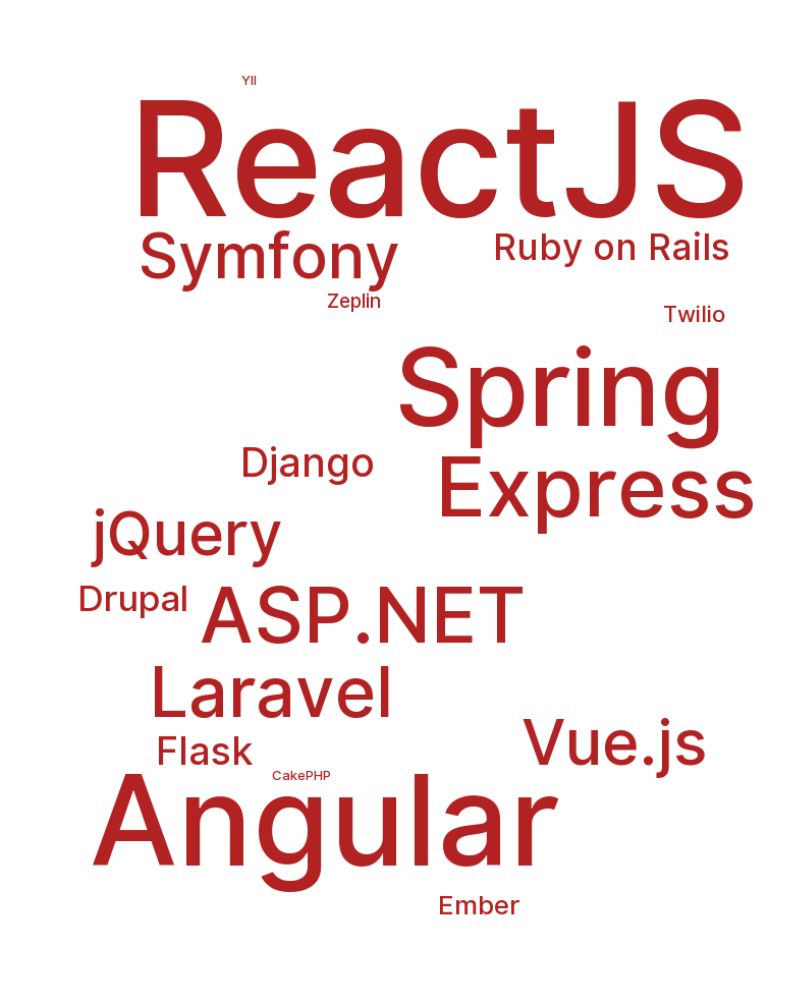 YII
ReactJS
Symfony
Ruby on Rails
Zeplin
Twilio
Spring
Django
Express
jQuery
Drupal
ASP.NET
Laravel
Vue.js
Flask
CakePHP
Angular
Ember